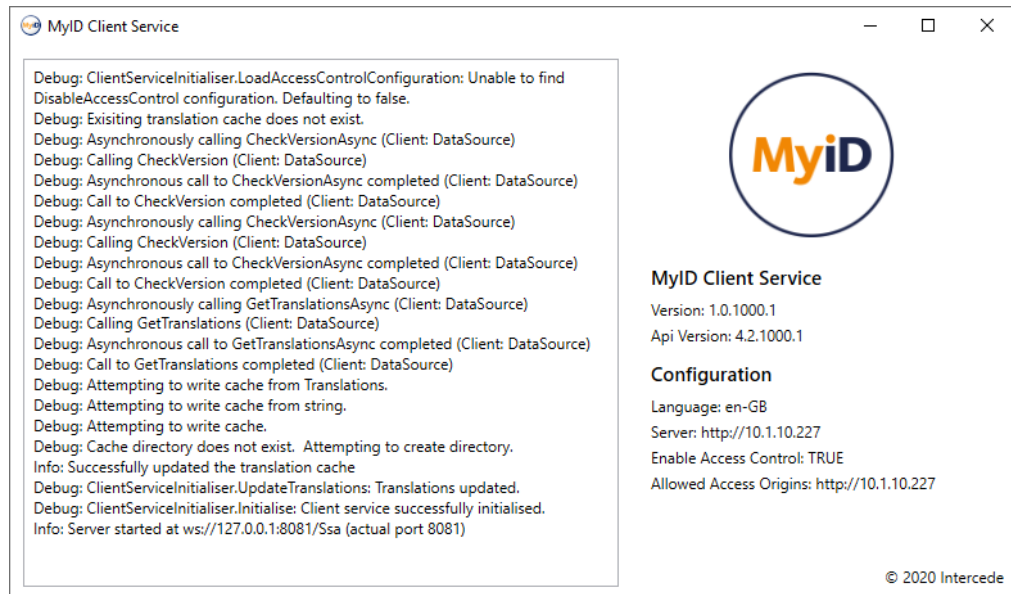 MyID Client Service
Debug: ClientServiceInitialiser.LoadAccessControlConfiguration: Unable to find
DisableAccessControl configuration. Defaulting to false.
Debug: Exisiting translation cache does not exist.
Debug: Asynchronously calling CheckVersionAsync (Client: DataSource)
Debug: Calling CheckVersion (Client: DataSource)
Debug: Asynchronous call to CheckVersionAsync completed (Client: DataSource)
Debug: Call to CheckVersion completed (Client: DataSource)
Debug: Asynchronously calling CheckVersionAsync (Client: DataSource)
Debug: Calling CheckVersion (Client: DataSource)
Debug: Asynchronous call to CheckVersionAsync completed (Client: DataSource)
Debug: Call to CheckVersion completed (Client: DataSource)
Debug: Asynchronously calling GetTranslationsAsync (Client: DataSource)
Debug: Calling GetTranslations (Client: DataSource)
Debug: Asynchronous call to GetTranslationsAsync completed (Client: DataSource)
Debug: Call to GetTranslations completed (Client: DataSource)
Debug: Attempting to write cache from Translations.
Debug: Attempting to write cache from string.
Debug: Attempting to write cache.
Debug: Cache directory does not exist.  Attempting to create directory.
Info: Successfully updated the translation cache
Debug: ClientServiceInitialiser.UpdateTranslations: Translations updated.
Debug: ClientServiceInitialiser.Initialise: Client service successfully initialised.
Info: Server started at ws://127.0.0.1:8081/Ssa (actual port 8081)
MyiD
MyID Client Service
Version: 1.0.1000.1
Api Version: 4.2.1000.1
Configuration
Language: en-GB
Server: http://10.1.10.227
Enable Access Control: TRUE
Allowed Access Origins: http://10.1.10.227
© 2020 Intercede